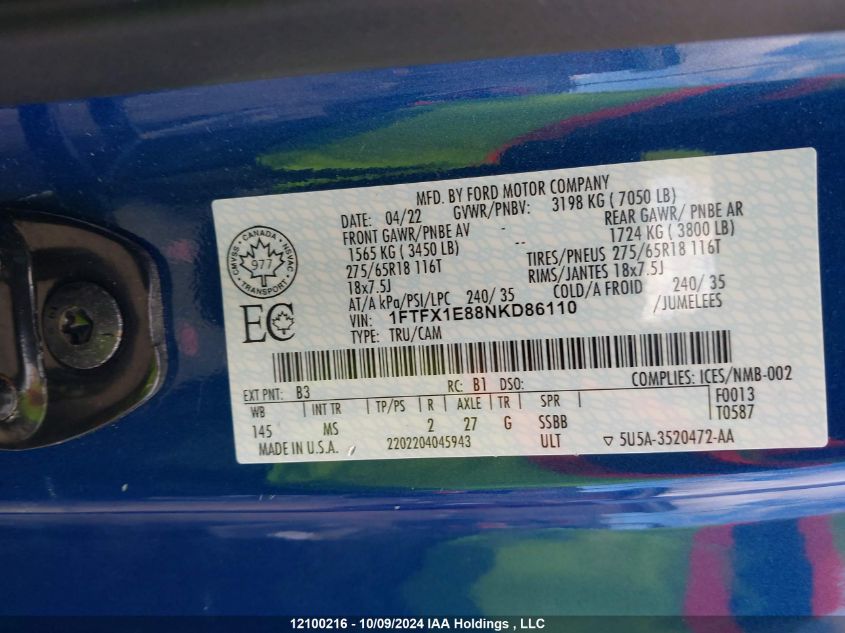 MFD. BY FORD MOTOR COMPANY
DATE: 04/22 GVWR/PNBV: 3198 KG ( 7050 LB)
FRONT GAWR/PNBE AV - REAR GAWR/ PNBE AR
1565 KG ( 3450 LB) -- 1724 KG ( 3800 LB)
275/65R18 116T TIRES/PNEUS 275/65R18 116T
18x7.5J RIMS/JANTES 18x7.5J
AT/A kPa/PSI/LPC 240/ 35 COLD/A FROID 240/ 35
VIN: 1FTFX1E88NKD86110 /JUMELEES
TYPE: TRU/CAM
CANADA
CMVSS NSVAC
977
TRANSPORT
EC
EXT PNT: B3 RC: B1 DSO: COMPLIES: ICES/NMB-002
WB INT TR TP/PS R AXLE TR SPR F0013
145 MS 2 27 G SSBB T0587
MADE IN U.S.A. 2202204045943 ULT ▽ 5U5A-3520472-AA
12100216 - 10/09/2024 IAA Holdings , LLC